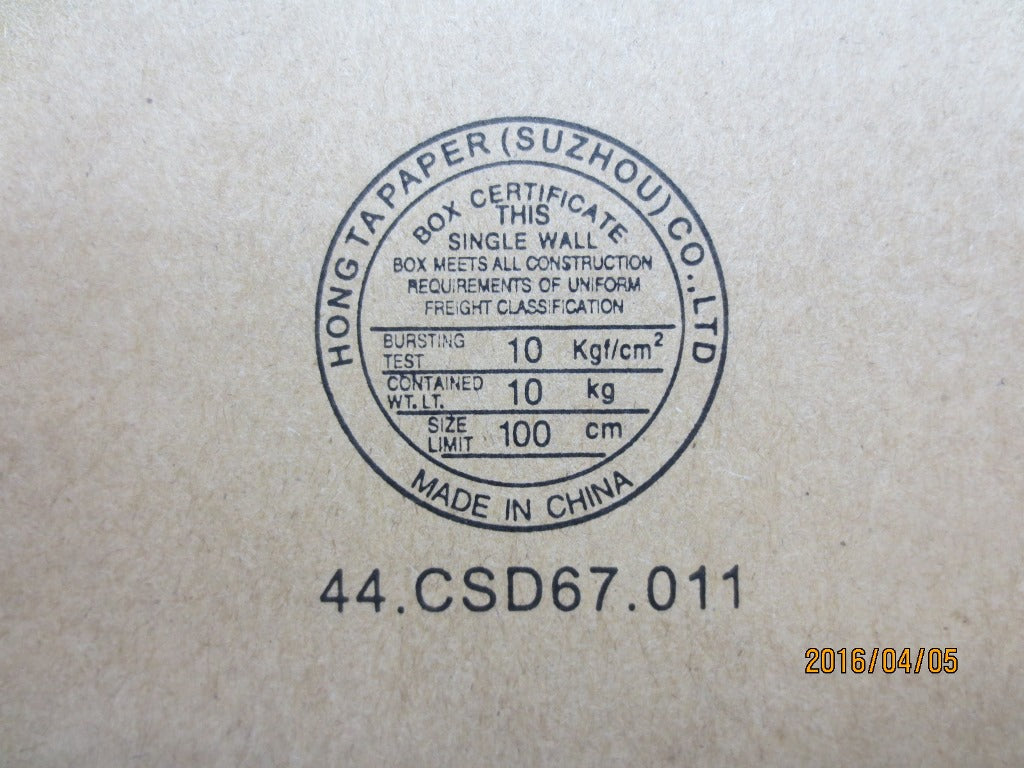 HONG TA PAPER (SUZHOU) CO.,LTD
BOX CERTIFICATE
THIS
SINGLE WALL
BOX MEETS ALL CONSTRUCTION
REQUIREMENTS OF UNIFORM
FREIGHT CLASSIFICATION
BURSTING TEST 10 Kgf/cm²
CONTAINED WT. LT. 10 kg
SIZE LIMIT 100 cm
MADE IN CHINA
44.CSD67.011
2016/04/05